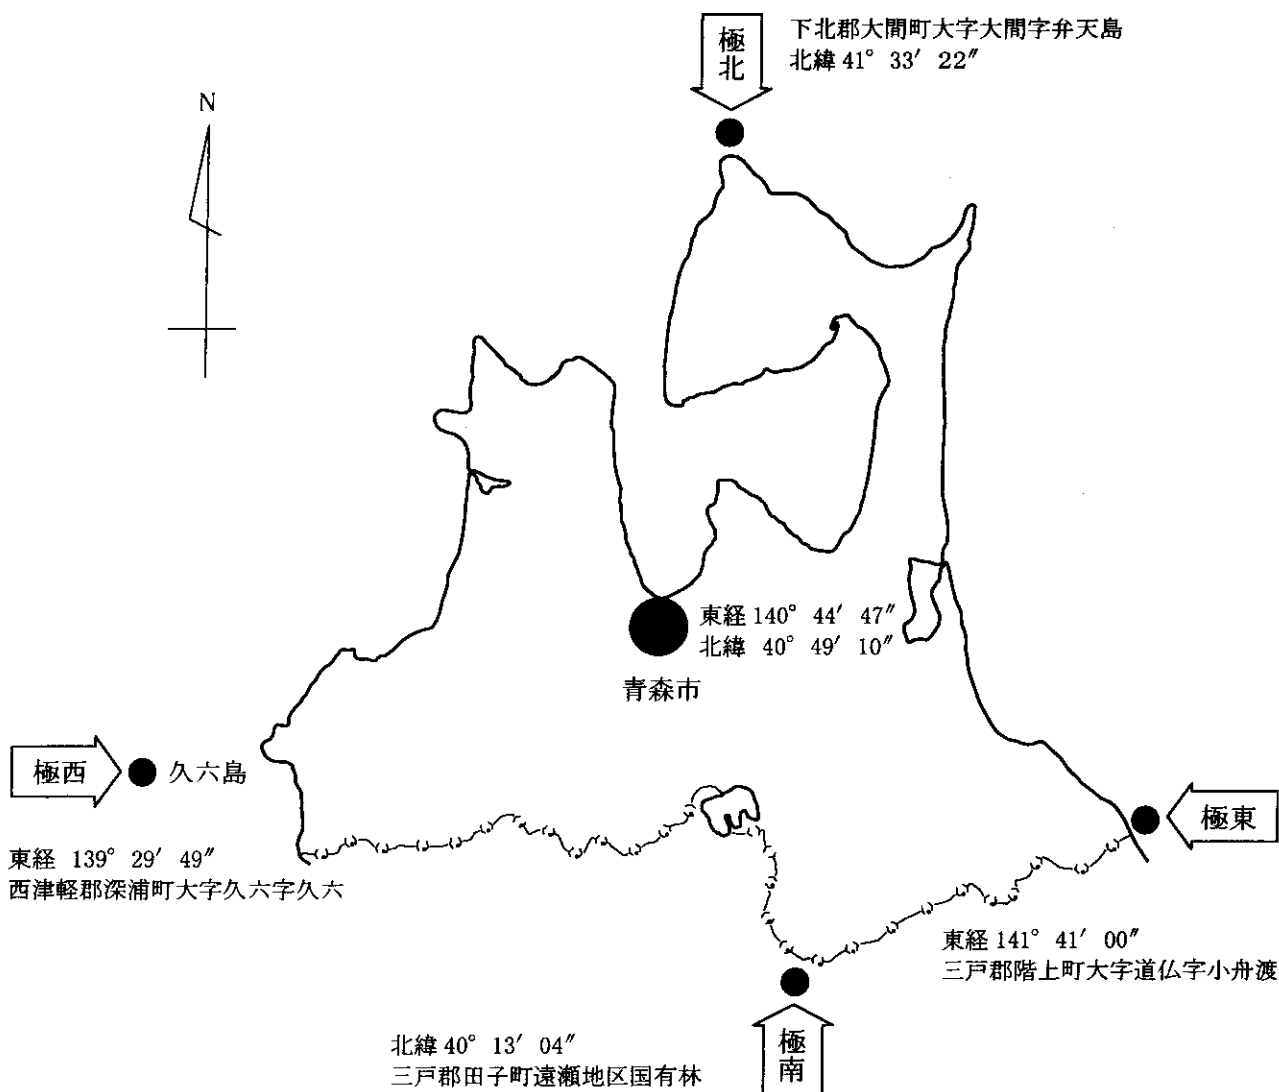 極北
下北郡大間町大字大間字弁天島
北緯 41° 33′ 22″
N
東経 140° 44′ 47″
北緯 40° 49′ 10″
青森市
極西
久六島
極東
東経 139° 29′ 49″
西津軽郡深浦町大字久六字久六
東経 141° 41′ 00″
三戸郡階上町大字道仏字小舟渡
北緯 40° 13′ 04″
三戸郡田子町遠瀬地区国有林
極南